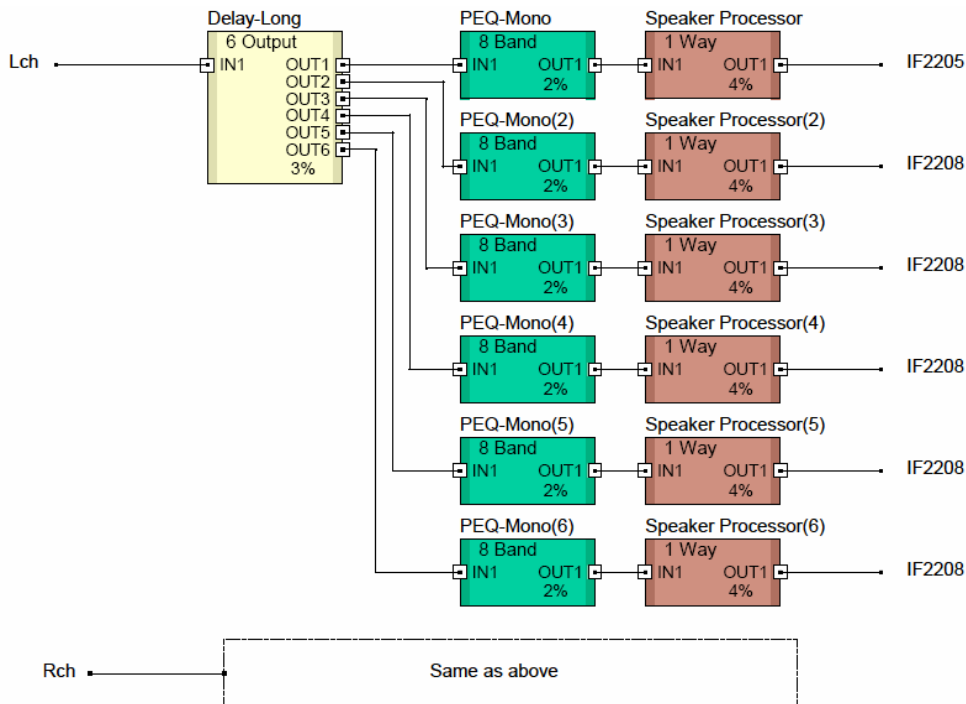 Delay-Long
PEQ-Mono
Speaker Processor
6 Output
8 Band
1 Way
Lch
IN1
OUT1
IN1
OUT1
IN1
OUT1
IF2205
OUT2
2%
4%
OUT3
OUT4
PEQ-Mono(2)
Speaker Processor(2)
OUT5
8 Band
1 Way
OUT6
3%
IN1
OUT1
IN1
OUT1
IF2208
2%
4%
PEQ-Mono(3)
Speaker Processor(3)
8 Band
1 Way
IN1
OUT1
IN1
OUT1
IF2208
2%
4%
PEQ-Mono(4)
Speaker Processor(4)
8 Band
1 Way
IN1
OUT1
IN1
OUT1
IF2208
2%
4%
PEQ-Mono(5)
Speaker Processor(5)
8 Band
1 Way
IN1
OUT1
IN1
OUT1
IF2208
2%
4%
PEQ-Mono(6)
Speaker Processor(6)
8 Band
1 Way
IN1
OUT1
IN1
OUT1
IF2208
2%
4%
Rch
Same as above